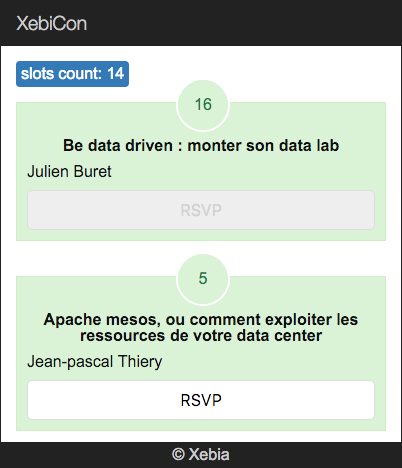 XebiCon
slots count: 14
16
Be data driven : monter son data lab
Julien Buret
RSVP
5
Apache mesos, ou comment exploiter les
ressources de votre data center
Jean-pascal Thiery
RSVP
© Xebia